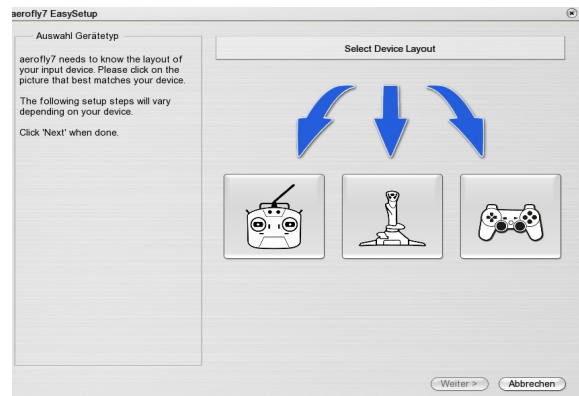 aerofly7 EasySetup
Auswahl Gerätetyp
aerofly7 needs to know the layout of
your input device. Please click on the
picture that best matches your device.
The following setup steps will vary
depending on your device.
Click 'Next' when done.
Select Device Layout
Weiter >
Abbrechen